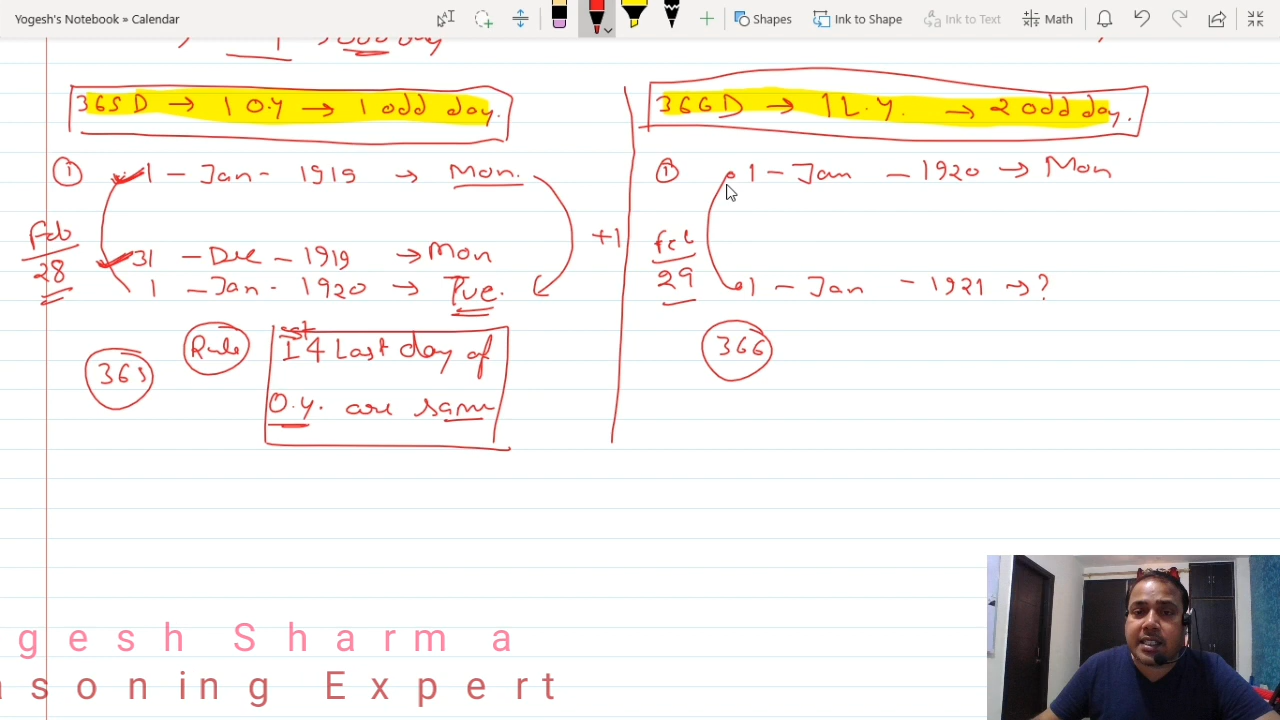 Yogesh's Notebook » Calendar
Shapes
Ink to Shape
Ink to Text
Math
365 D → 1 O.Y → 1 odd day.
① 1 - Jan - 1919 → Mon.
31 - Dec - 1919 → Mon
1 - Jan - 1920 → Tue.
+1
Feb
28
365
Rule
Ist & Last day of
O.Y. are same
366 D → 1 L.Y. → 2 odd day.
① 1 - Jan - 1920 → Mon
1 - Jan - 1921 → ?
Feb
29
366
gesh Sharma
asoning Expert